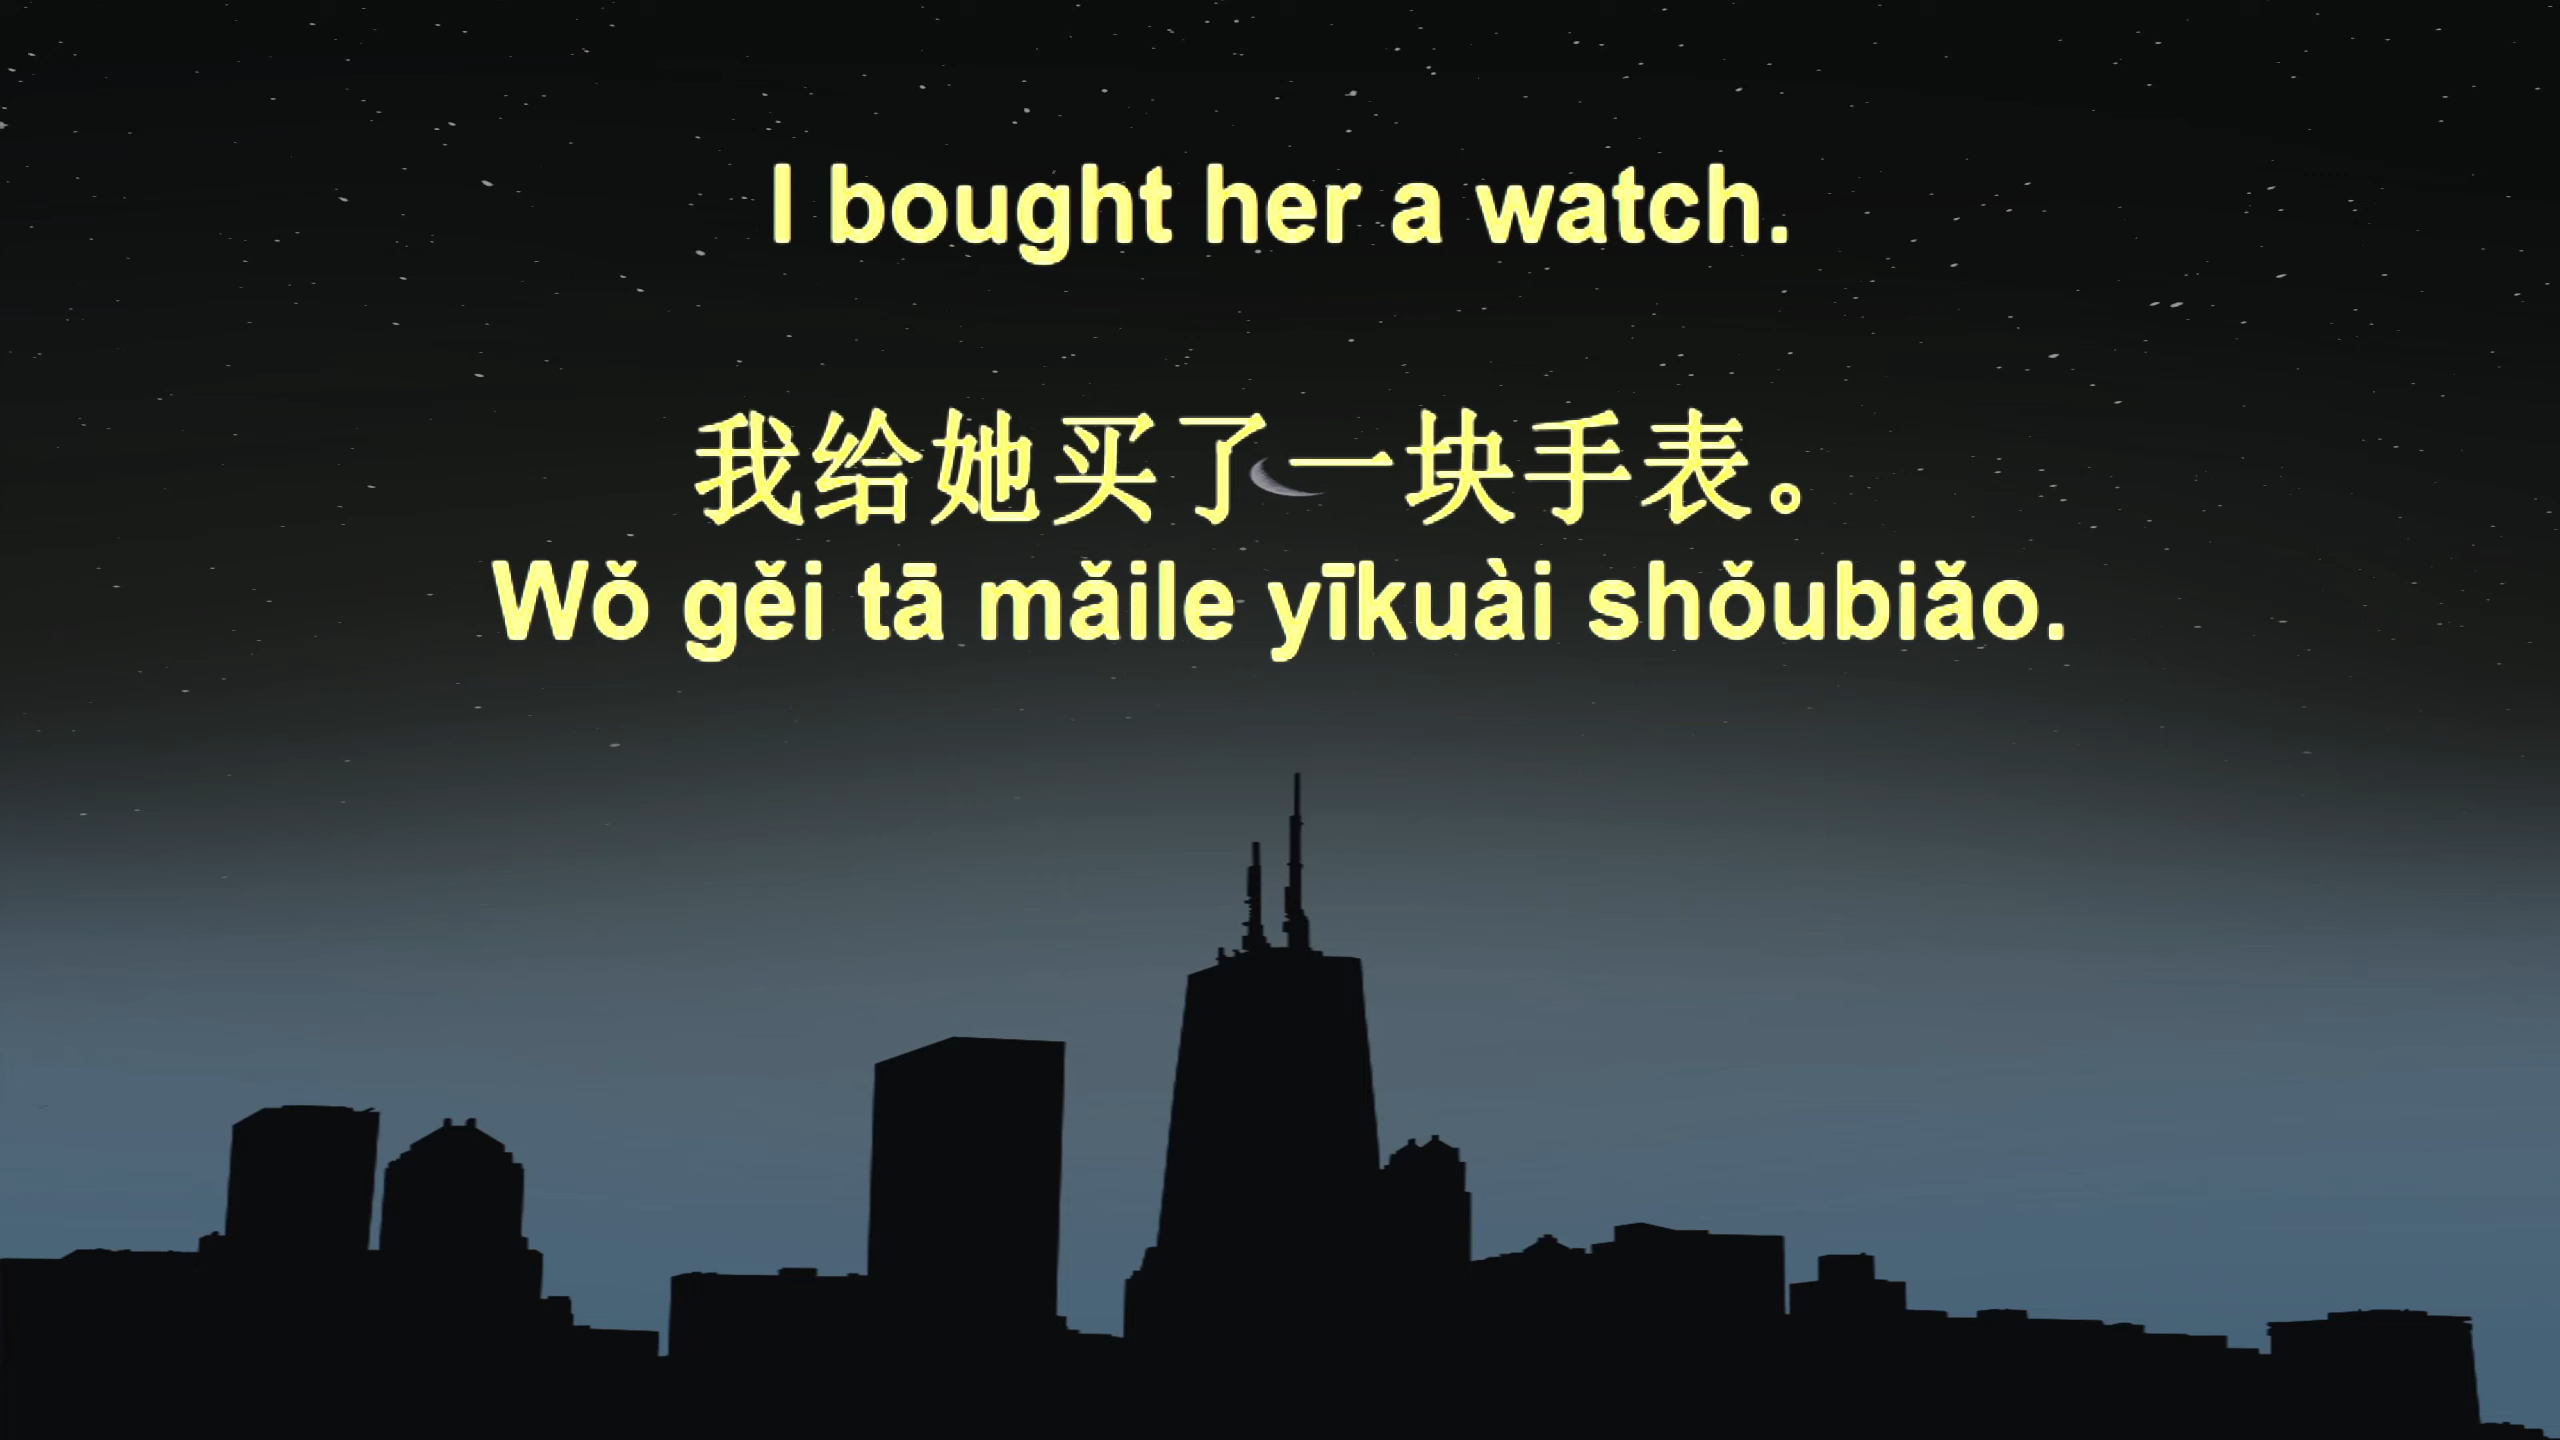 I bought her a watch.
我给她买了一块手表。
Wǒ gěi tā mǎile yīkuài shǒubiǎo.